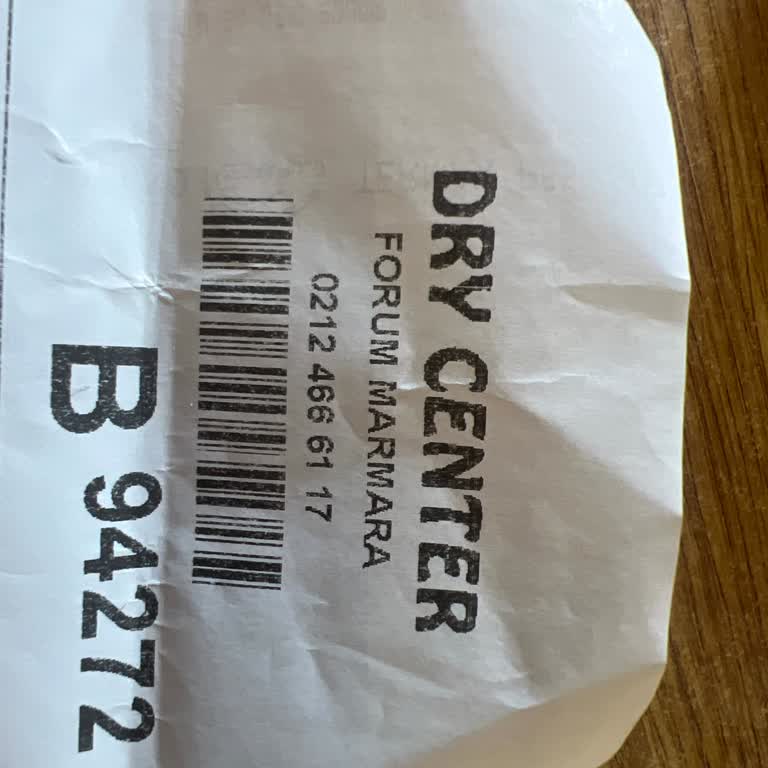 DRY CENTER
FORUM MARMARA
0212 466 61 17
B 94272